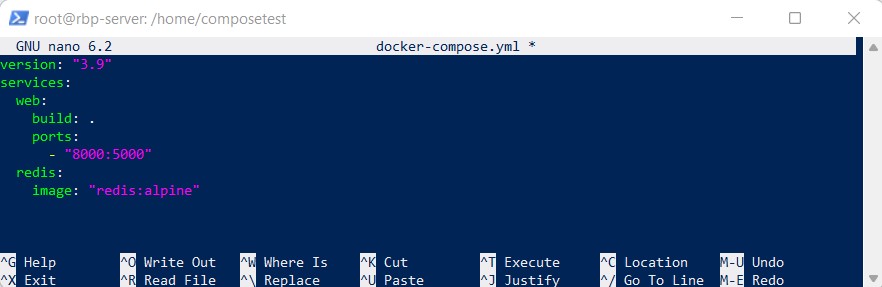 root@rbp-server: /home/composetest
GNU nano 6.2 docker-compose.yml *
version: "3.9"
services:
  web:
    build: .
    ports:
      - "8000:5000"
  redis:
    image: "redis:alpine"
^G Help ^O Write Out ^W Where Is ^K Cut ^T Execute ^C Location M-U Undo
^X Exit ^R Read File ^\ Replace ^U Paste ^J Justify ^/ Go To Line M-E Redo